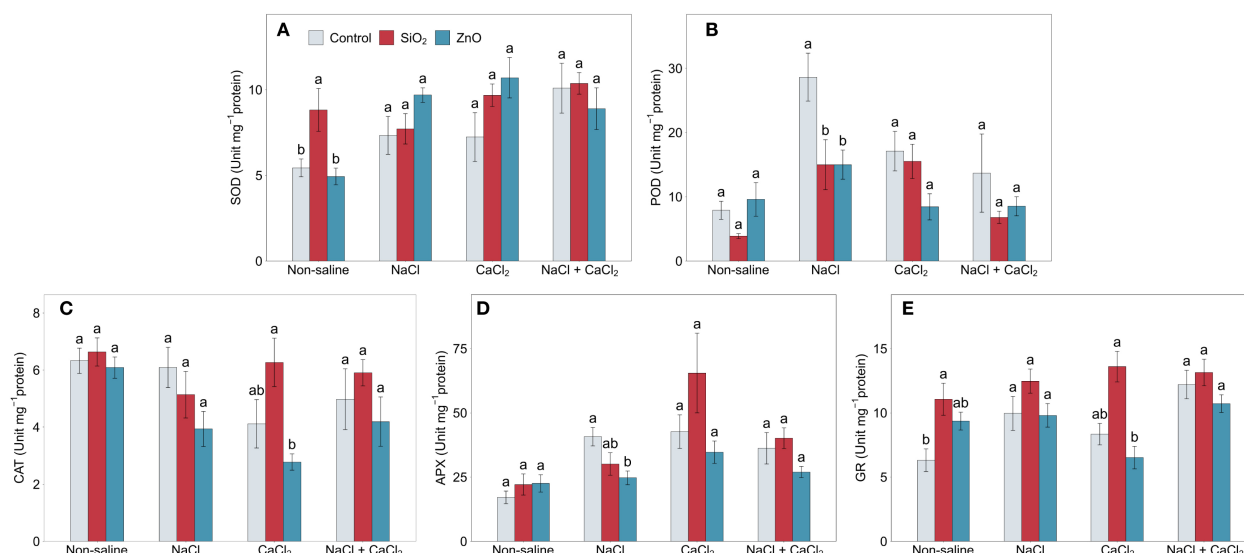 A
Control SiO₂ ZnO
SOD (Unit mg⁻¹protein)
10
5
0
b a b
a a a
a a a
a a a
Non-saline NaCl CaCl₂ NaCl + CaCl₂
B
POD (Unit mg⁻¹protein)
30
20
10
0
a a a
a b b
a a a
a a a
Non-saline NaCl CaCl₂ NaCl + CaCl₂
C
CAT (Unit mg⁻¹protein)
8
6
4
2
0
a a a
a a a
ab a b
a a a
Non-saline NaCl CaCl₂ NaCl + CaCl₂
D
APX (Unit mg⁻¹protein)
75
50
25
0
a a a
a ab b
a a a
a a a
Non-saline NaCl CaCl₂ NaCl + CaCl₂
E
GR (Unit mg⁻¹protein)
15
10
5
0
b a ab
a a a
ab a b
a a a
Non-saline NaCl CaCl₂ NaCl + CaCl₂